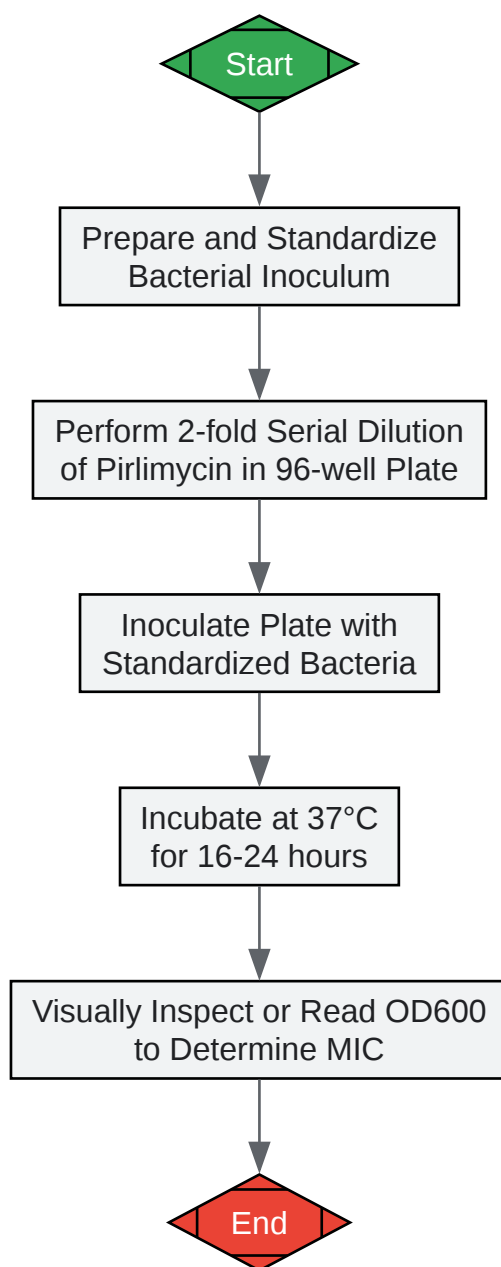 Start
Prepare and Standardize
Bacterial Inoculum
Perform 2-fold Serial Dilution
of Pirlimycin in 96-well Plate
Inoculate Plate with
Standardized Bacteria
Incubate at 37°C
for 16-24 hours
Visually Inspect or Read OD600
to Determine MIC
End